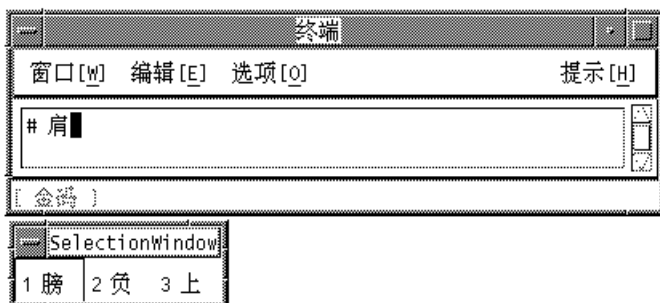 终端
窗口[W] 编辑[E] 选项[O] 提示[H]
# 肩
[ 金码 ]
SelectionWindow
1 膀 2 负 3 上